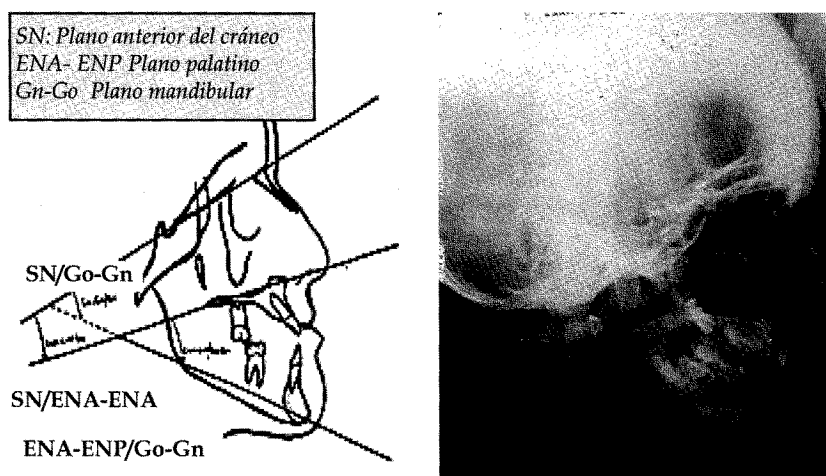 SN: Plano anterior del cráneo
ENA- ENP Plano palatino
Gn-Go Plano mandibular
SN/Go-Gn
SN/ENA-ENA
ENA-ENP/Go-Gn